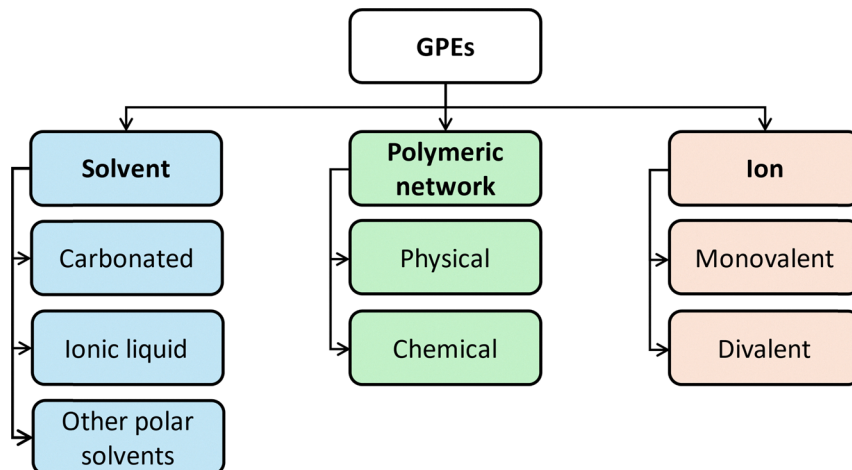 GPEs
Solvent
Carbonated
Ionic liquid
Other polar
solvents
Polymeric
network
Physical
Chemical
Ion
Monovalent
Divalent